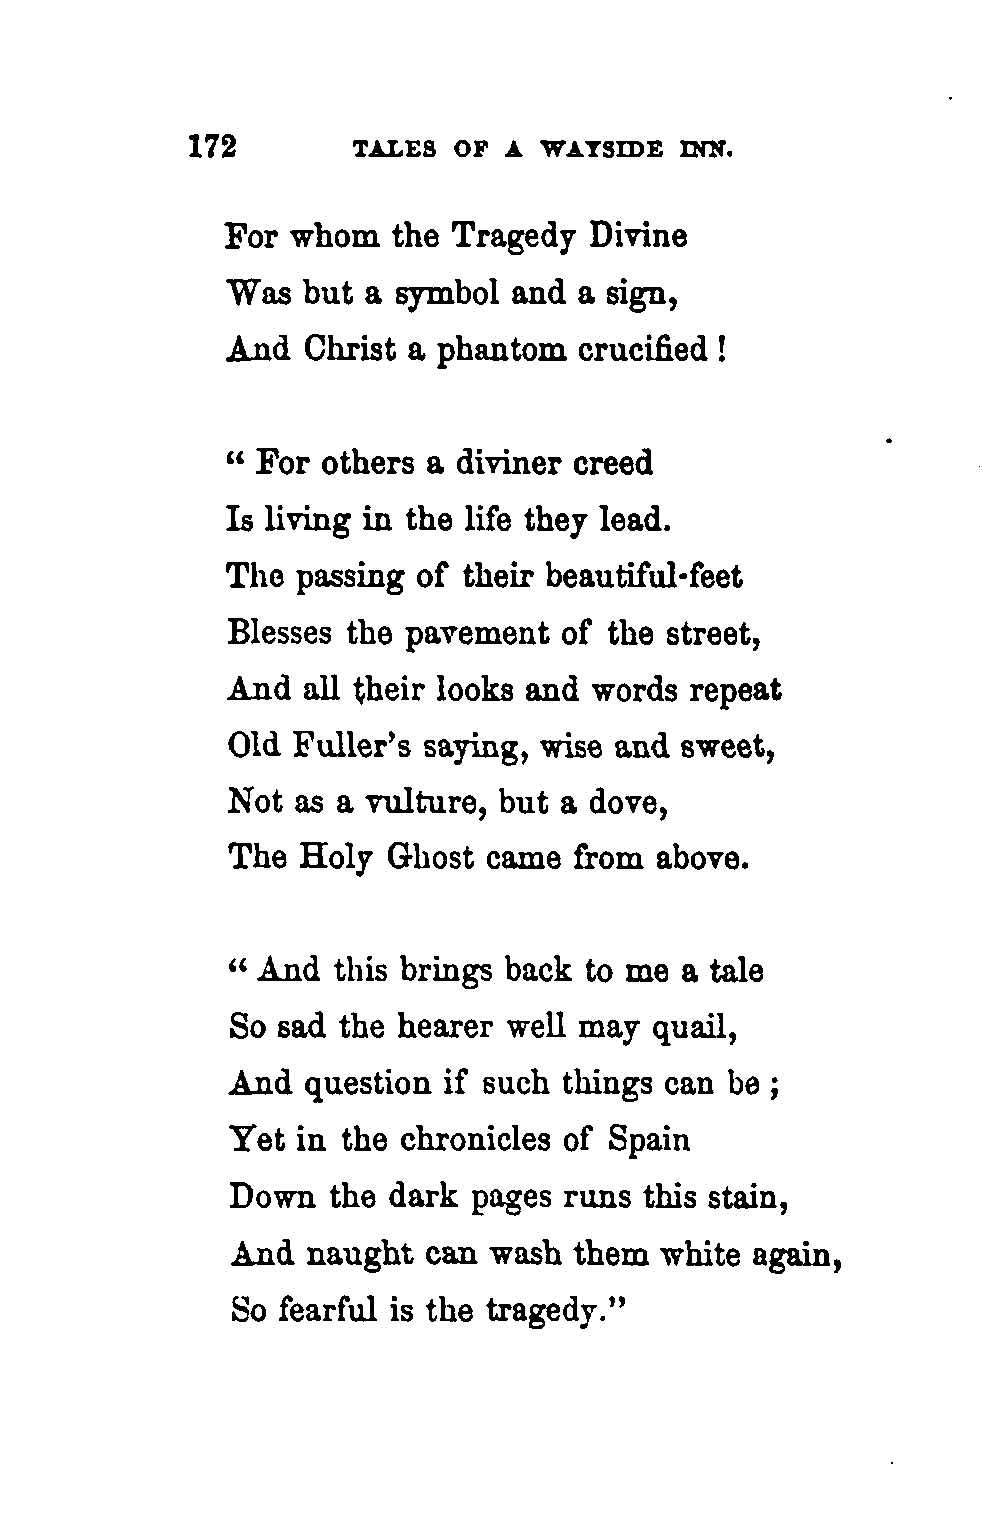 172 TALES OF A WAYSIDE INN.
For whom the Tragedy Divine
Was but a symbol and a sign,
And Christ a phantom crucified !
“ For others a diviner creed
Is living in the life they lead.
The passing of their beautiful-feet
Blesses the pavement of the street,
And all their looks and words repeat
Old Fuller’s saying, wise and sweet,
Not as a vulture, but a dove,
The Holy Ghost came from above.
“ And this brings back to me a tale
So sad the hearer well may quail,
And question if such things can be ;
Yet in the chronicles of Spain
Down the dark pages runs this stain,
And naught can wash them white again,
So fearful is the tragedy.”